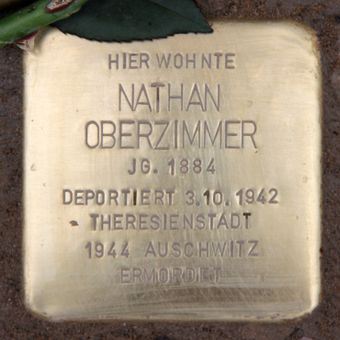 HIER WOHNTE
NATHAN
OBERZIMMER
JG. 1884
DEPORTIERT 3.10.1942
THERESIENSTADT
1944 AUSCHWITZ
ERMORDET